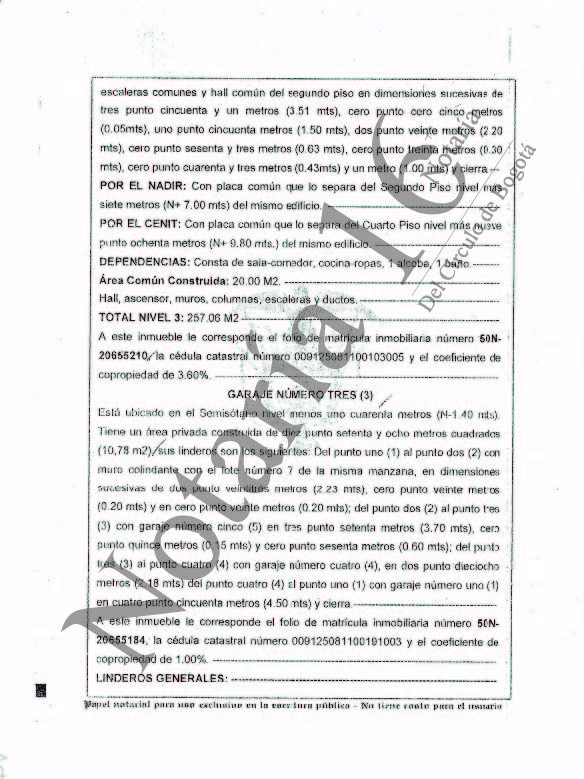 escaleras comunes y hall común del segundo piso en dimensiones sucesivas de
tres punto cincuenta y un metros (3.51 mts), cero punto cero cinco metros
(0.05mts), uno punto cincuenta metros (1.50 mts), dos punto veinte metros (2.20
mts), cero punto sesenta y tres metros (0.63 mts), cero punto treinta metros (0.30
mts), cero punto cuarenta y tres metros (0.43mts) y un metro (1.00 mts) y cierra.---
POR EL NADIR: Con placa común que lo separa del Segundo Piso nivel mas
siete metros (N+ 7.00 mts) del mismo edificio.
POR EL CENIT: Con placa común que lo separa del Cuarto Piso nivel más nueve
punto ochenta metros (N+ 9.80 mts.) del mismo edificio.
DEPENDENCIAS: Consta de sala-comedor, cocina-ropas, 1 alcoba, 1 baño.-------
Área Común Construida: 20.00 M2.
Hall, ascensor, muros, columnas, escaleras y ductos.
TOTAL NIVEL 3: 257.06 M2
A este inmueble le corresponde el folio de matrícula inmobiliaria número 50N-
20655210, la cédula catastral número 009125081100103005 y el coeficiente de
copropiedad de 3.60%.
GARAJE NÚMERO TRES (3)
Está ubicado en el Semisótano nivel menos uno cuarenta metros (N-1.40 mts).
Tiene un área privada construida de diez punto setenta y ocho metros cuadrados
(10,78 m2) sus linderos son los siguientes: Del punto uno (1) al punto dos (2) con
muro colindante con el lote número 7 de la misma manzana, en dimensiones
sucesivas de dos punto veintitrés metros (2.23 mts), cero punto veinte metros
(0.20 mts) y en cero punto veinte metros (0.20 mts); del punto dos (2) al punto tres
(3) con garaje número cinco (5) en tres punto setenta metros (3.70 mts), cero
punto quince metros (0.15 mts) y cero punto sesenta metros (0.60 mts); del punto
tres (3) al punto cuatro (4) con garaje número cuatro (4), en dos punto dieciocho
metros (2.18 mts) del punto cuatro (4) al punto uno (1) con garaje número uno (1)
en cuatro punto cincuenta metros (4.50 mts) y cierra.
A este inmueble le corresponde el folio de matrícula inmobiliaria número 50N-
20655184, la cédula catastral número 009125081100191003 y el coeficiente de
copropiedad de 1.00%.
LINDEROS GENERALES:
Papel notarial para uso exclusivo en la escritura pública - No tiene costo para el usuario
Notaría 16
Notaría
Del Círculo de Bogotá